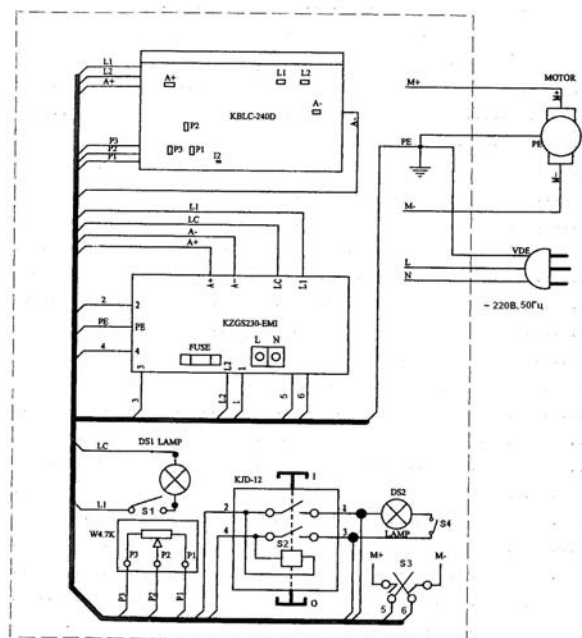 L1
L2
A+
A+
L1 L2
KBLC-240D
A-
P2
P3 P1
I2
P3
P2
P1
A-
M+
MOTOR
M+
PE
PE
M-
M-
VDE
L
N
~ 220В, 50Гц
L1
LC
A-
A+
A+ A- LC L1
KZGS230-EMI
2 2
PE PE
4 4
FUSE
L N
3 L2 1
3 L2 1 5 6
LC
DS1 LAMP
L1
S1
W4.7K
P3 P2 P1
P3 P2 P1
KJD-12
I
2 1
4 3
S2
O
DS2
LAMP
S4
M+ M-
S3
5 6